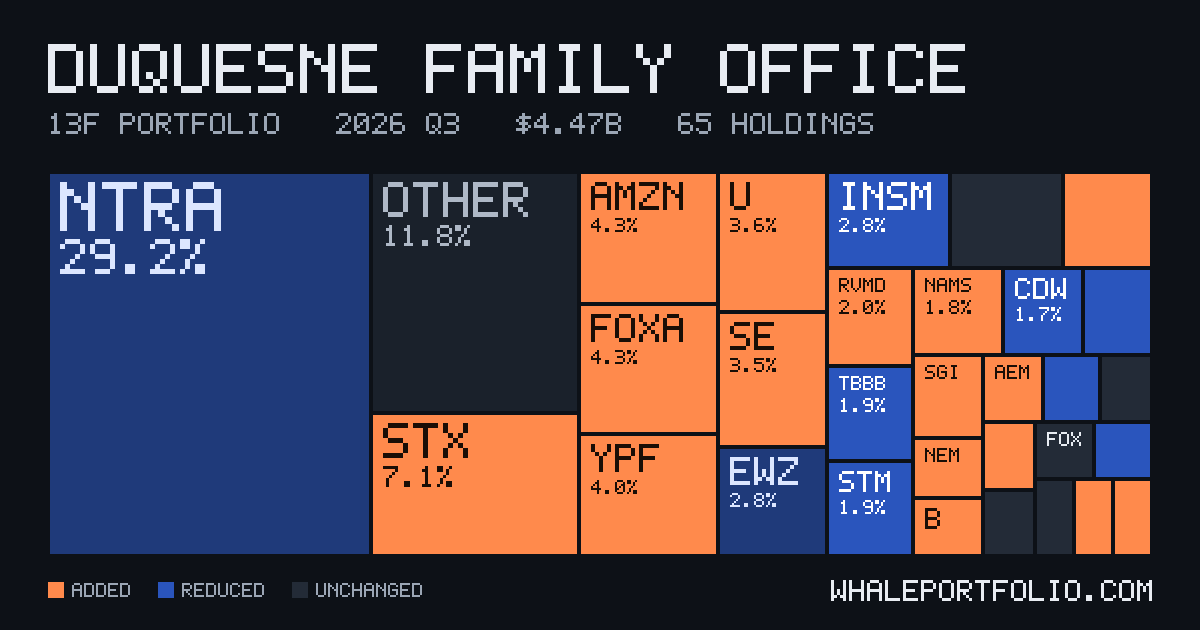 DUQUESNE FAMILY OFFICE
13F PORTFOLIO 2026 Q3 $4.47B 65 HOLDINGS
NTRA
29.2%
OTHER
11.8%
STX
7.1%
AMZN
4.3%
FOXA
4.3%
YPF
4.0%
U
3.6%
SE
3.5%
EWZ
2.8%
INSM
2.8%
RVMD
2.0%
TBBB
1.9%
STM
1.9%
NAMS
1.8%
CDW
1.7%
SGI
NEM
B
AEM
FOX
ADDED REDUCED UNCHANGED
WHALEPORTFOLIO.COM